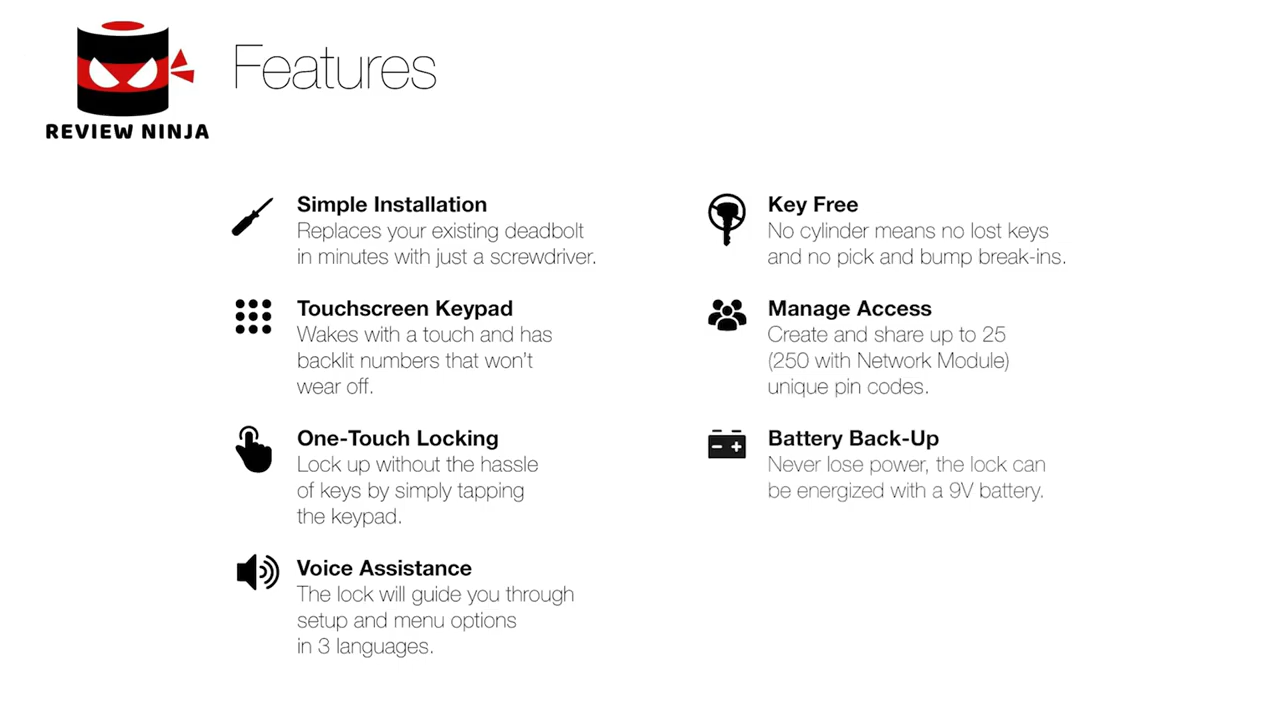 REVIEW NINJA
Features
Simple Installation
Replaces your existing deadbolt
in minutes with just a screwdriver.
Touchscreen Keypad
Wakes with a touch and has
backlit numbers that won't
wear off.
One-Touch Locking
Lock up without the hassle
of keys by simply tapping
the keypad.
Voice Assistance
The lock will guide you through
setup and menu options
in 3 languages.
Key Free
No cylinder means no lost keys
and no pick and bump break-ins.
Manage Access
Create and share up to 25
(250 with Network Module)
unique pin codes.
Battery Back-Up
Never lose power, the lock can
be energized with a 9V battery.